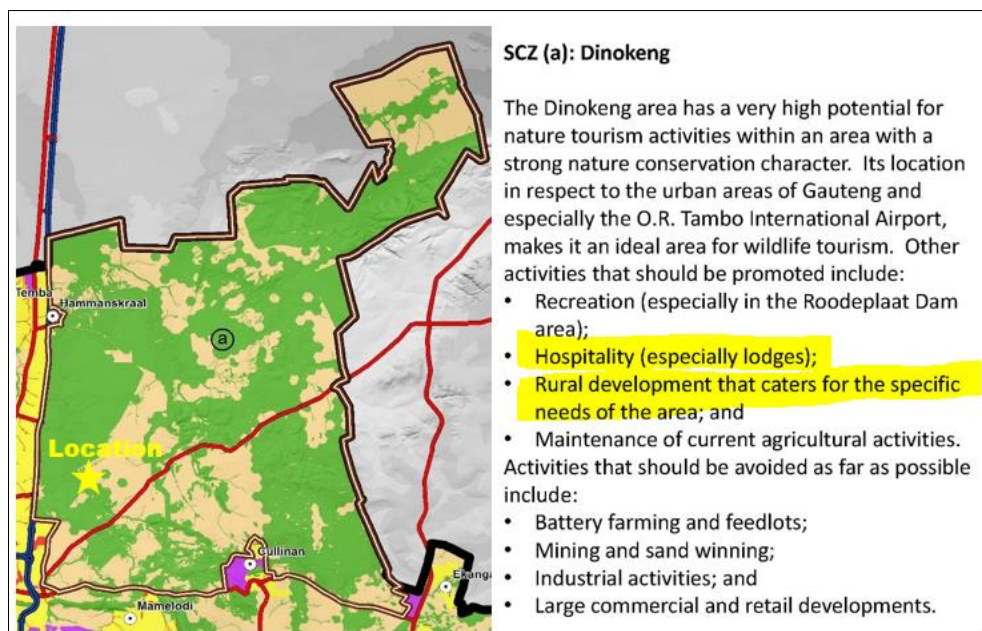 Temba
Hammanskraal
a
Location
Cullinan
Mamelodi
Ekanga
SCZ (a): Dinokeng
The Dinokeng area has a very high potential for
nature tourism activities within an area with a
strong nature conservation character. Its location
in respect to the urban areas of Gauteng and
especially the O.R. Tambo International Airport,
makes it an ideal area for wildlife tourism. Other
activities that should be promoted include:
• Recreation (especially in the Roodeplaat Dam
area);
• Hospitality (especially lodges);
• Rural development that caters for the specific
needs of the area; and
• Maintenance of current agricultural activities.
Activities that should be avoided as far as possible
include:
• Battery farming and feedlots;
• Mining and sand winning;
• Industrial activities; and
• Large commercial and retail developments.